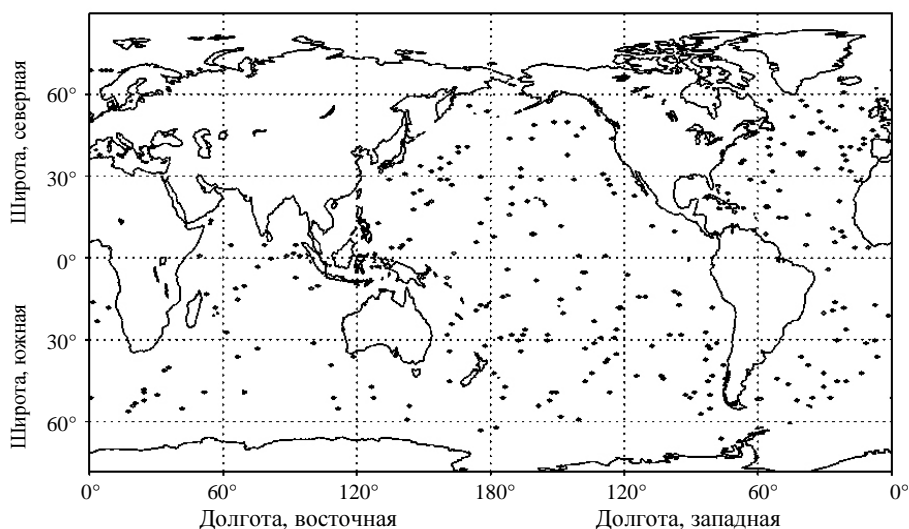 Широта, северная
Широта, южная
60°
30°
0°
30°
60°
0° 60° 120° 180° 120° 60° 0°
Долгота, восточная Долгота, западная